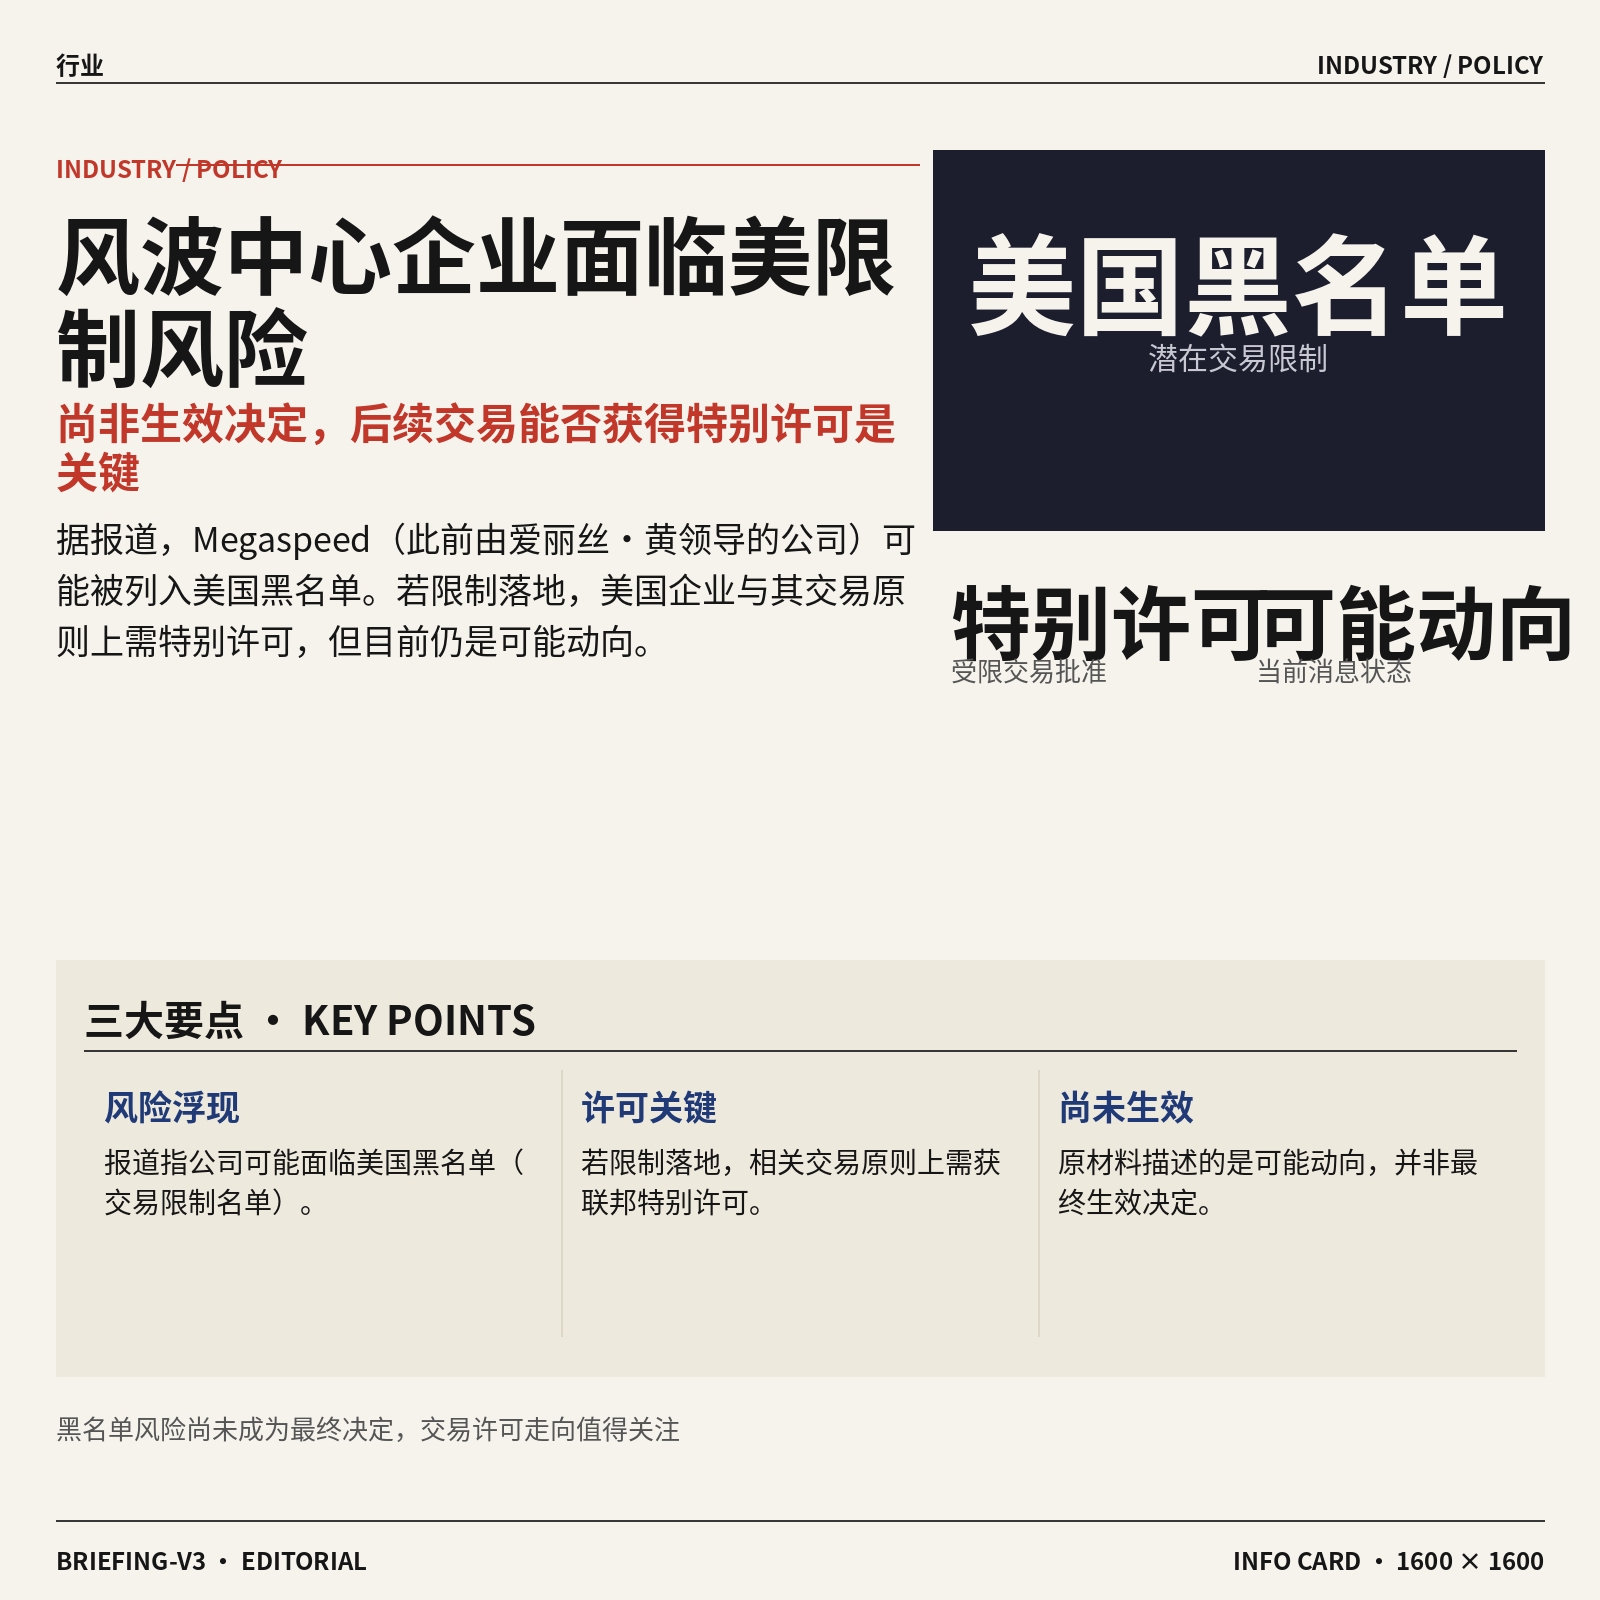 行业
INDUSTRY / POLICY
INDUSTRY / POLICY
风波中心企业面临美限
制风险
尚非生效决定，后续交易能否获得特别许可是
关键
据报道，Megaspeed（此前由爱丽丝・黄领导的公司）可
能被列入美国黑名单。若限制落地，美国企业与其交易原
则上需特别许可，但目前仍是可能动向。
美国黑名单
潜在交易限制
特别许可
受限交易批准
可能动向
当前消息状态
三大要点 · KEY POINTS
风险浮现
报道指公司可能面临美国黑名单（
交易限制名单）。
许可关键
若限制落地，相关交易原则上需获
联邦特别许可。
尚未生效
原材料描述的是可能动向，并非最
终生效决定。
黑名单风险尚未成为最终决定，交易许可走向值得关注
BRIEFING-V3 · EDITORIAL
INFO CARD · 1600 × 1600